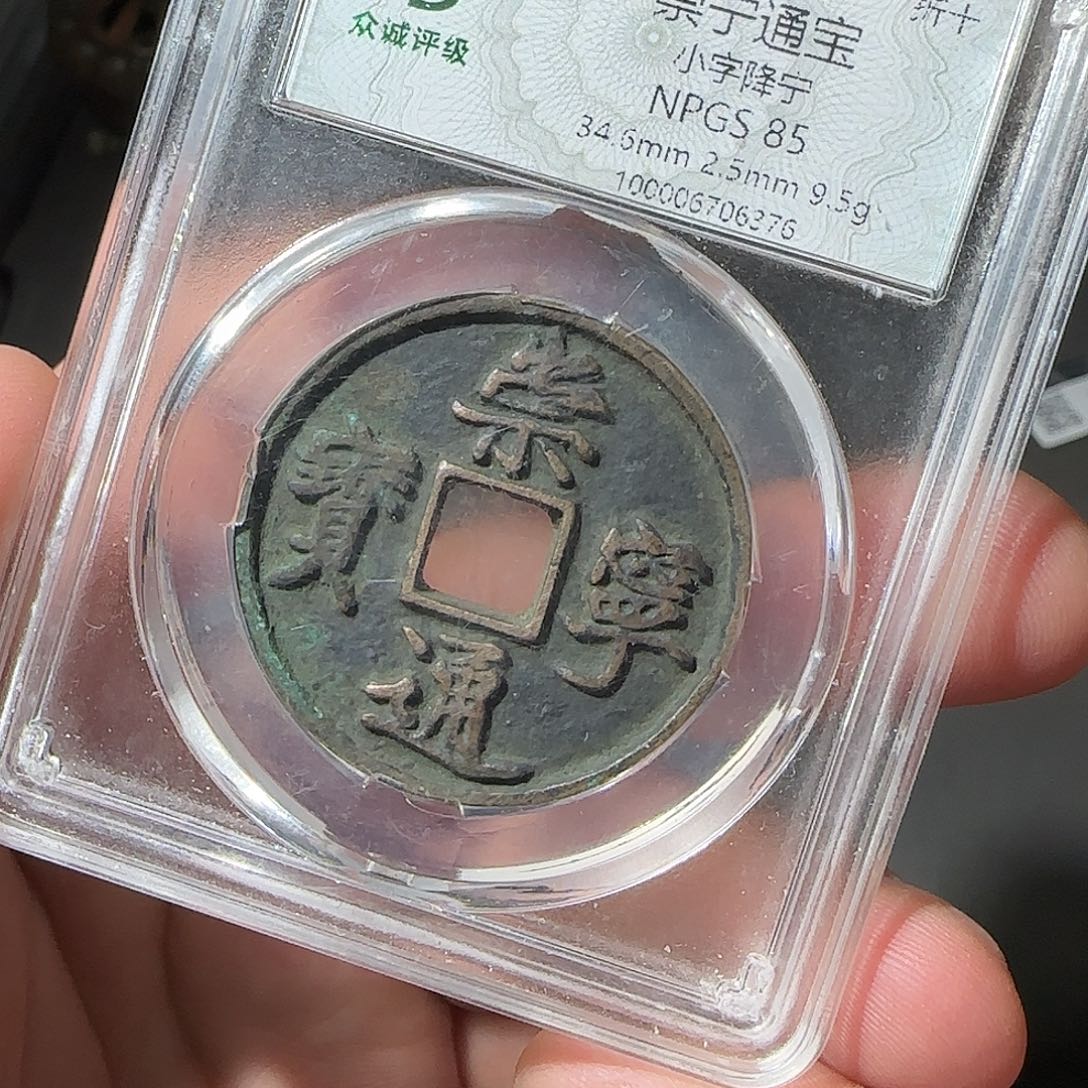 众诚评级
折十
崇宁通宝
小字降宁
NPGS 85
34.6mm 2.5mm 9.5g
100006706376
崇寧通寳